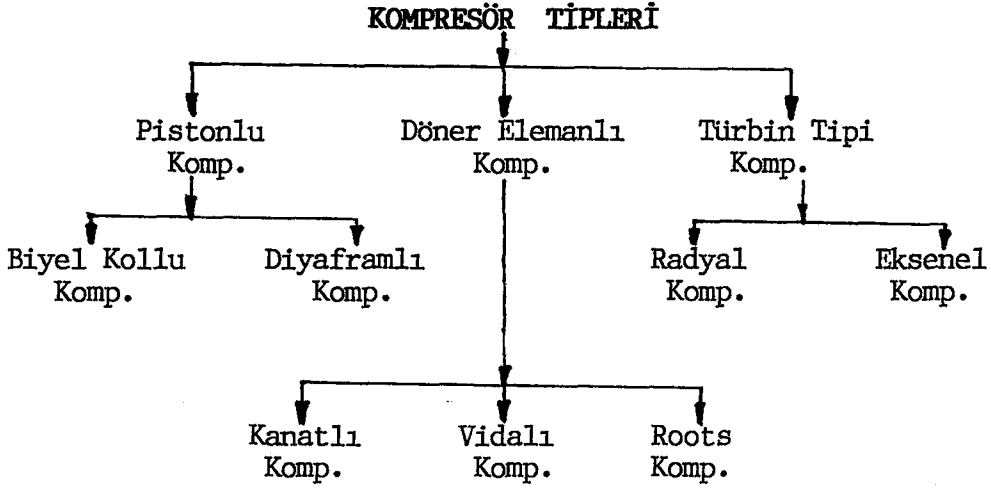 KOMPRESÖR TİPLERİ
Pistonlu
Komp.
Döner Elemanlı
Komp.
Türbin Tipi
Komp.
Biyel Kollu
Komp.
Diyaframlı
Komp.
Radyal
Komp.
Eksenel
Komp.
Kanatlı
Komp.
Vidalı
Komp.
Roots
Komp.